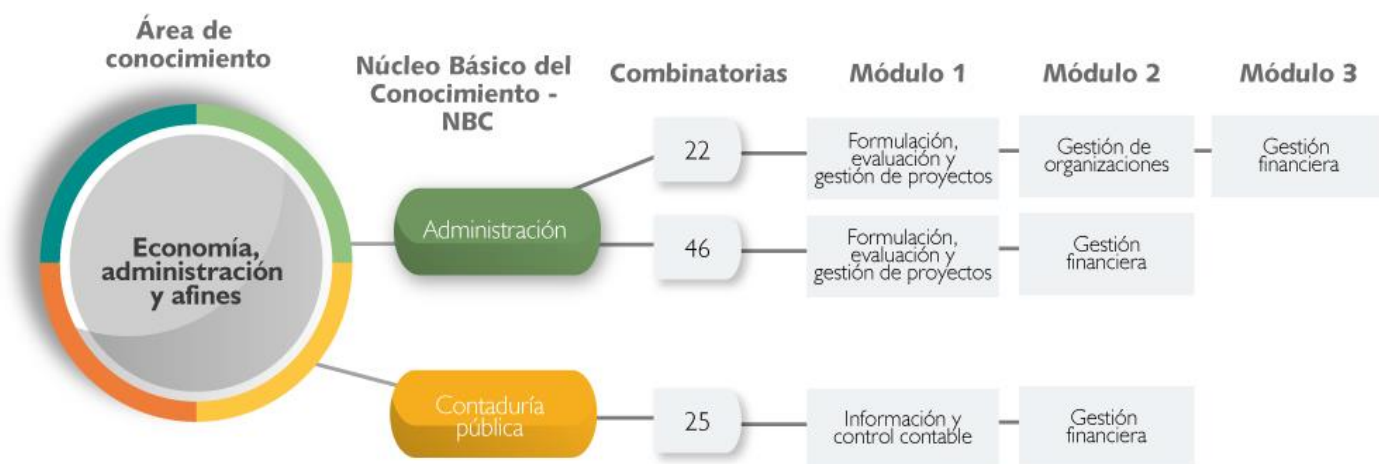 Área de
conocimiento
Núcleo Básico del
Conocimiento -
NBC
Combinatorias
Módulo 1
Módulo 2
Módulo 3
Economía,
administración
y afines
Administración
22
Formulación,
evaluación y
gestión de proyectos
Gestión de
organizaciones
Gestión
financiera
46
Formulación,
evaluación y
gestión de proyectos
Gestión
financiera
Contaduría
pública
25
Información y
control contable
Gestión
financiera